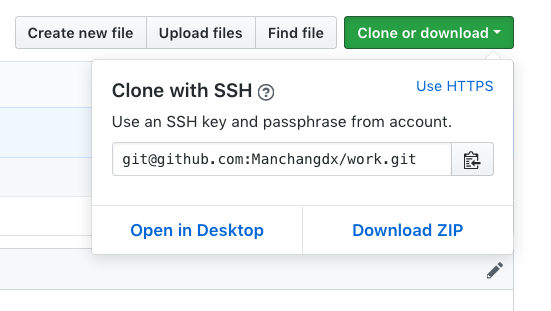 Create new file Upload files Find file Clone or download
Clone with SSH ?
Use HTTPS
Use an SSH key and passphrase from account.
git@github.com:Manchangdx/work.git
Open in Desktop Download ZIP